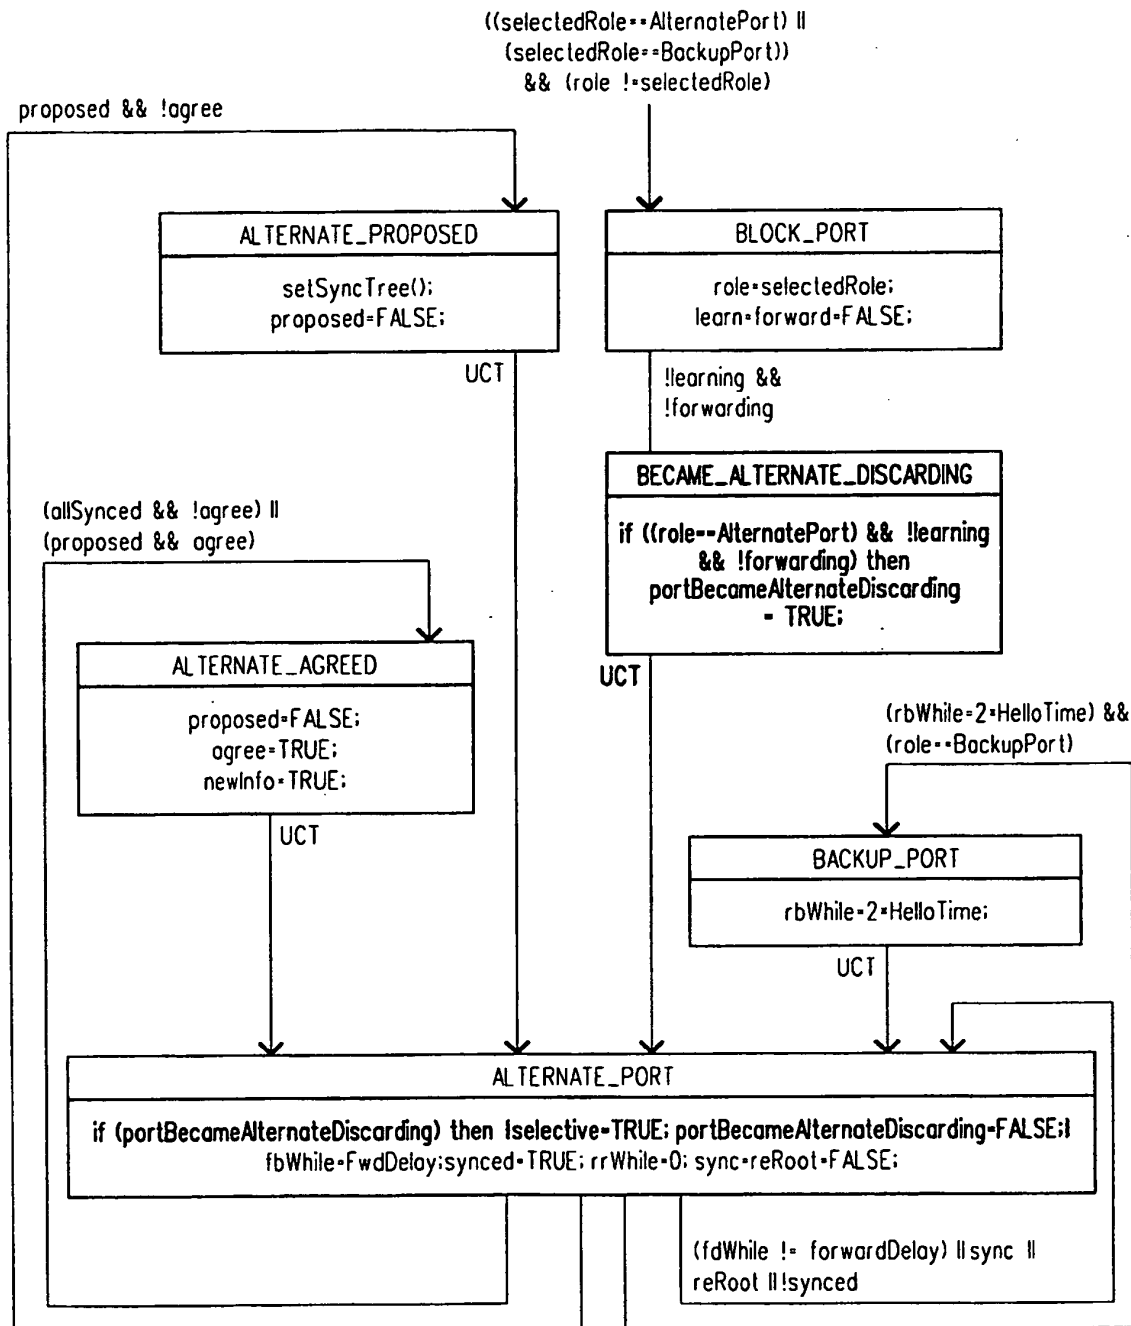 ((selectedRole==AlternatePort) ||
(selectedRole==BackupPort))
&& (role !=selectedRole)
proposed && !agree
ALTERNATE_PROPOSED
setSyncTree();
proposed=FALSE;
UCT
BLOCK_PORT
role=selectedRole;
learn=forward=FALSE;
!learning &&
!forwarding
BECAME_ALTERNATE_DISCARDING
if ((role==AlternatePort) && !learning
&& !forwarding) then
portBecameAlternateDiscarding
= TRUE;
UCT
(allSynced && !agree) ||
(proposed && agree)
ALTERNATE_AGREED
proposed=FALSE;
agree=TRUE;
newInfo=TRUE;
UCT
(rbWhile=2*HelloTime) &&
(role==BackupPort)
BACKUP_PORT
rbWhile=2*HelloTime;
UCT
ALTERNATE_PORT
if (portBecameAlternateDiscarding) then {selective=TRUE; portBecameAlternateDiscarding=FALSE;}
fbWhile=FwdDelay;synced=TRUE; rrWhile=0; sync=reRoot=FALSE;
(fdWhile != forwardDelay) || sync ||
reRoot || !synced